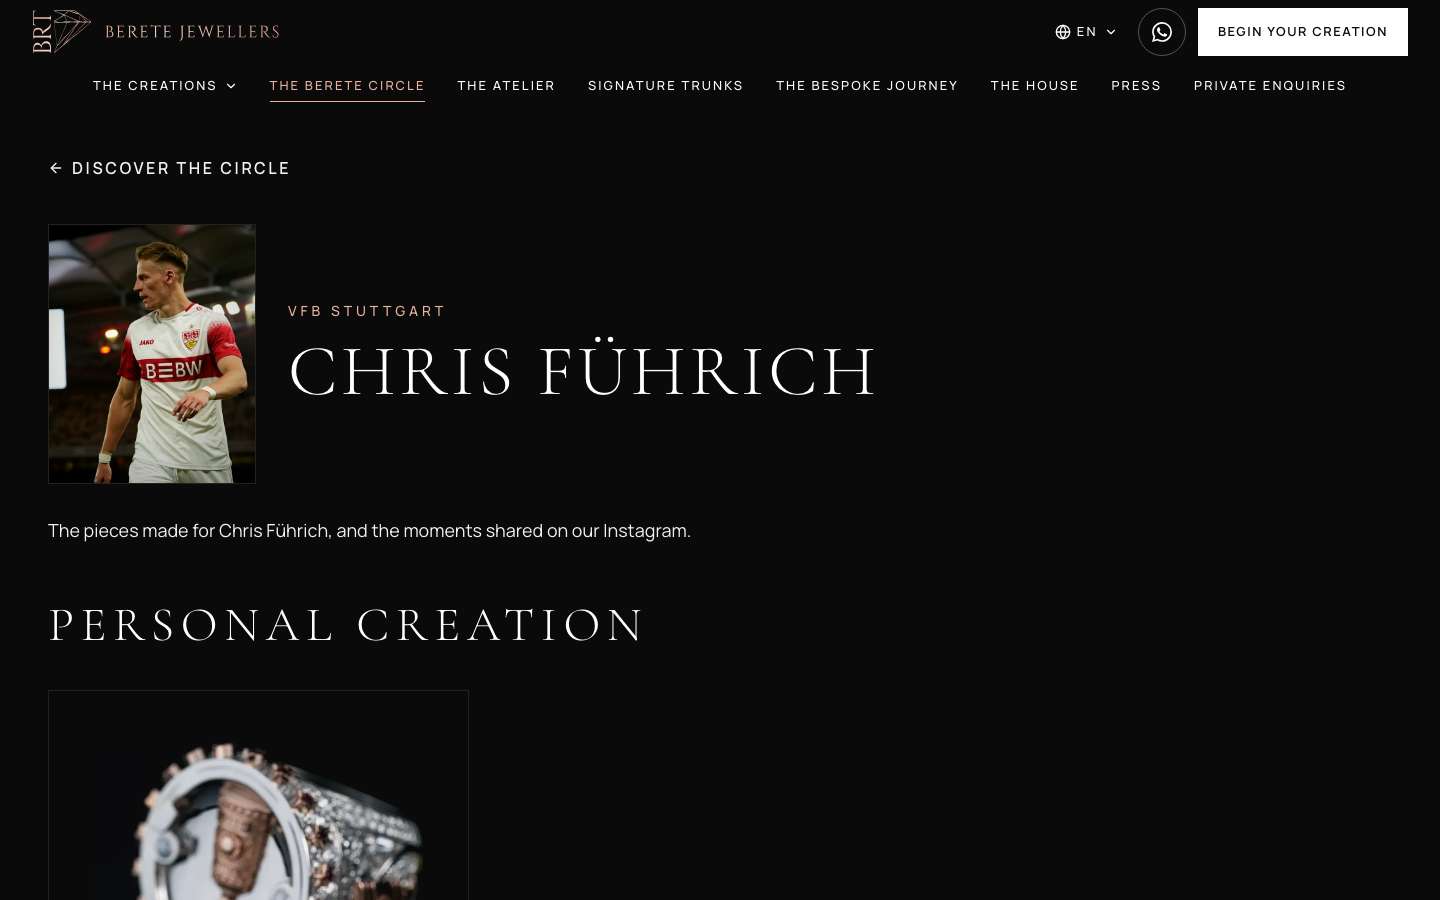 BRT
BERETE JEWELLERS
EN
BEGIN YOUR CREATION
THE CREATIONS
THE BERETE CIRCLE
THE ATELIER
SIGNATURE TRUNKS
THE BESPOKE JOURNEY
THE HOUSE
PRESS
PRIVATE ENQUIRIES
← DISCOVER THE CIRCLE
JAKO
BBW
VFB STUTTGART
CHRIS FÜHRICH
The pieces made for Chris Führich, and the moments shared on our Instagram.
PERSONAL CREATION